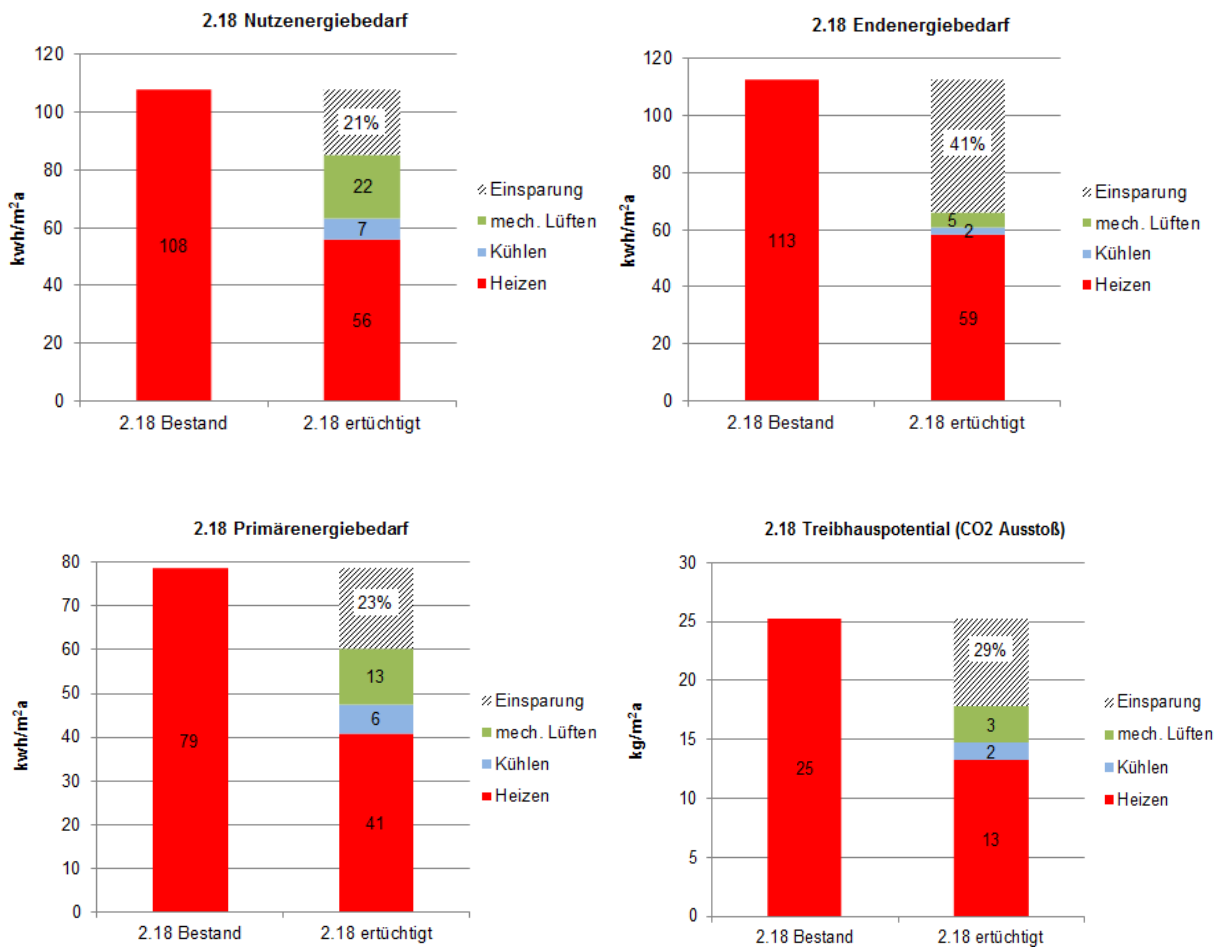 2.18 Nutzenergiebedarf
kwh/m²a
120
100
80
60
40
20
0
108
21%
22
7
56
2.18 Bestand
2.18 ertüchtigt
Einsparung
mech. Lüften
Kühlen
Heizen
2.18 Endenergiebedarf
kwh/m²a
120
100
80
60
40
20
0
113
41%
5
2
59
2.18 Bestand
2.18 ertüchtigt
Einsparung
mech. Lüften
Kühlen
Heizen
2.18 Primärenergiebedarf
kwh/m²a
80
70
60
50
40
30
20
10
0
79
23%
13
6
41
2.18 Bestand
2.18 ertüchtigt
Einsparung
mech. Lüften
Kühlen
Heizen
2.18 Treibhauspotential (CO2 Ausstoß)
kg/m²a
30
25
20
15
10
5
0
25
29%
3
2
13
2.18 Bestand
2.18 ertüchtigt
Einsparung
mech. Lüften
Kühlen
Heizen